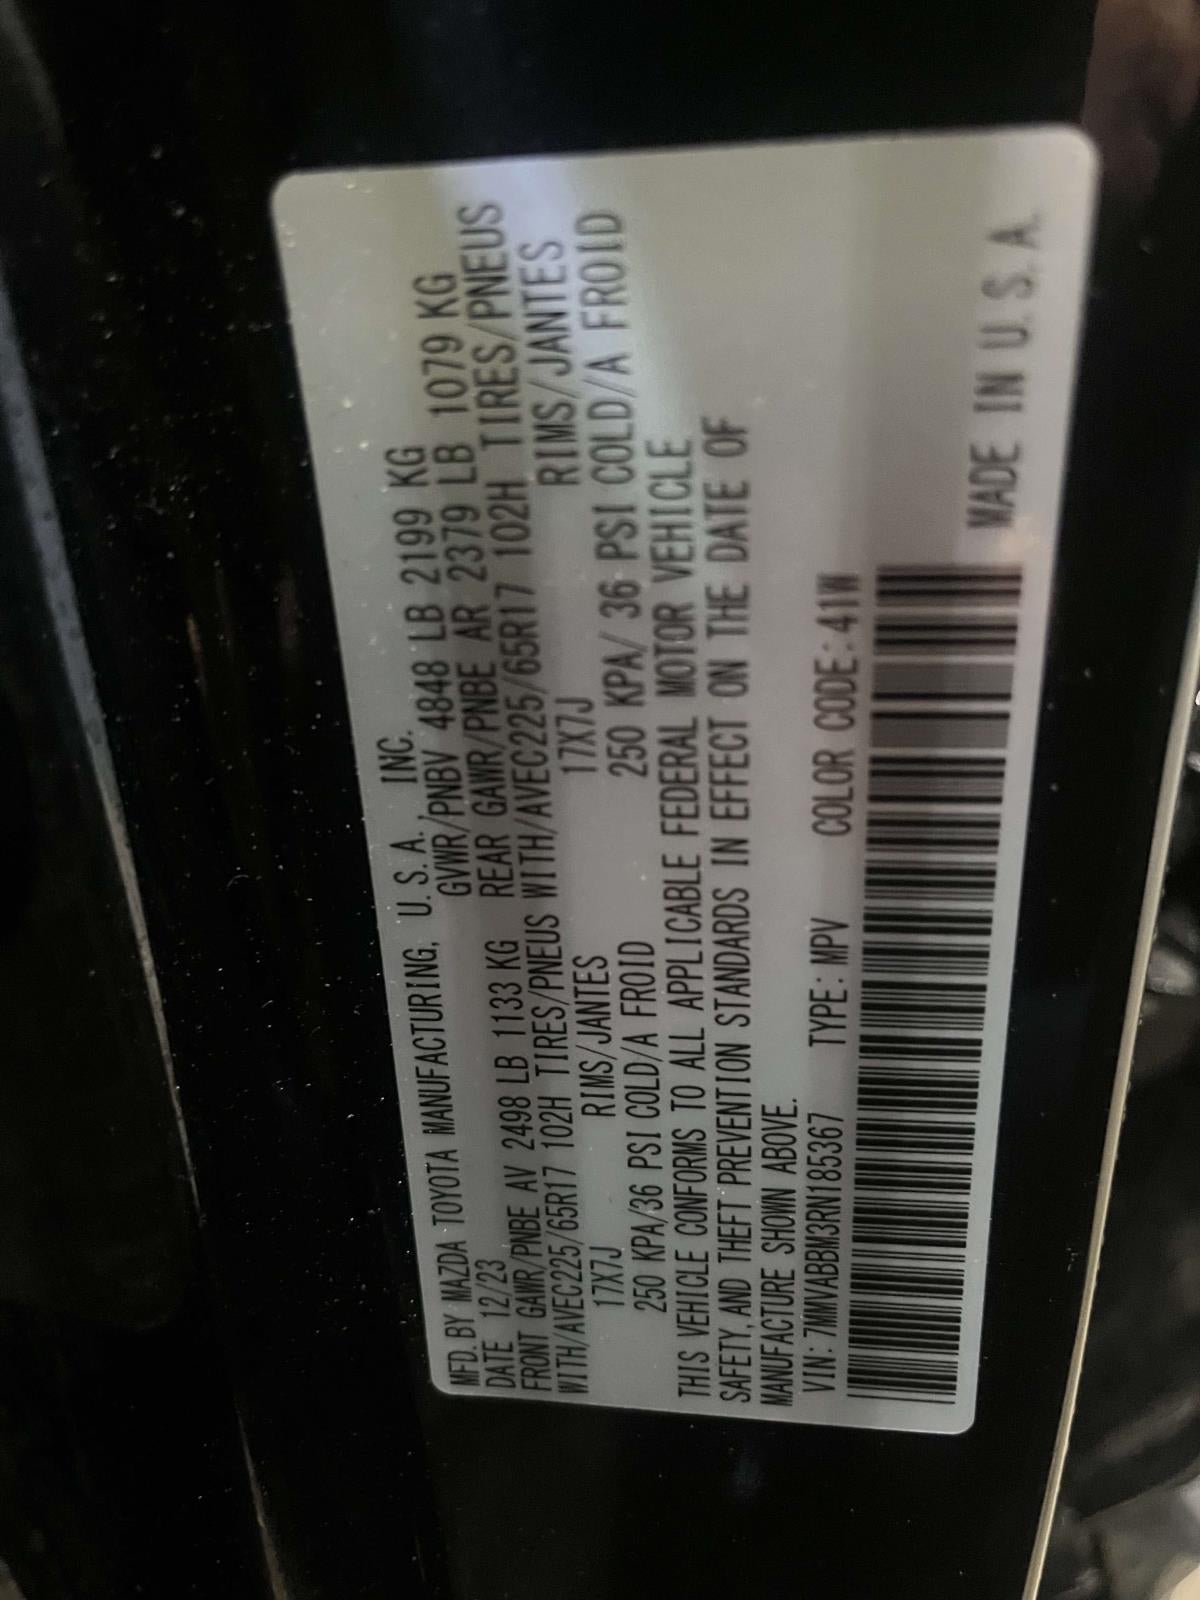 MFD. BY MAZDA TOYOTA MANUFACTURING, U.S.A., INC.
DATE 12/23 GVWR/PNBV 4848 LB 2199 KG
FRONT GAWR/PNBE AV 2498 LB 1133 KG REAR GAWR/PNBE AR 2379 LB 1079 KG
WITH/AVEC225/65R17 102H TIRES/PNEUS WITH/AVEC225/65R17 102H TIRES/PNEUS
17X7J RIMS/JANTES 17X7J RIMS/JANTES
250 KPA/36 PSI COLD/A FROID 250 KPA/ 36 PSI COLD/A FROID
THIS VEHICLE CONFORMS TO ALL APPLICABLE FEDERAL MOTOR VEHICLE
SAFETY, AND THEFT PREVENTION STANDARDS IN EFFECT ON THE DATE OF
MANUFACTURE SHOWN ABOVE.
VIN: 7MMVABBM3RN185367 TYPE: MPV COLOR CODE: 41W
MADE IN U.S.A.